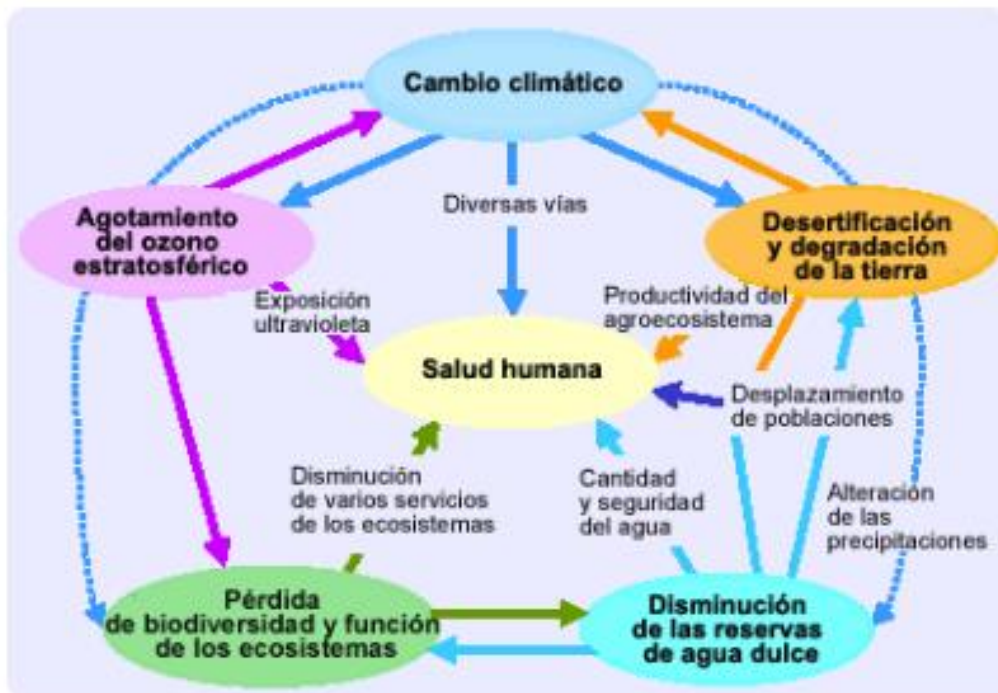 Cambio climático
Diversas vías
Agotamiento
del ozono
estratosférico
Desertificación
y degradación
de la tierra
Exposición
ultravioleta
Productividad del
agroecosistema
Salud humana
Desplazamiento
de poblaciones
Disminución
de varios servicios
de los ecosistemas
Cantidad
y seguridad
del agua
Alteración
de las
precipitaciones
Pérdida
de biodiversidad y función
de los ecosistemas
Disminución
de las reservas
de agua dulce